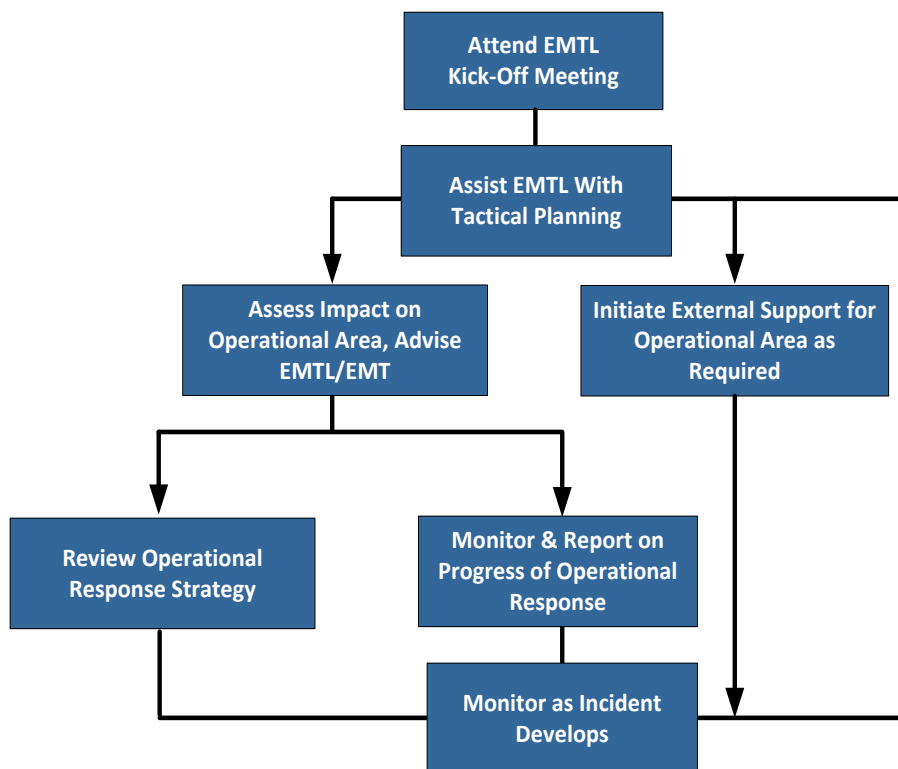 Attend EMTL
Kick-Off Meeting
Assist EMTL With
Tactical Planning
Assess Impact on
Operational Area, Advise
EMTL/EMT
Initiate External Support for
Operational Area as
Required
Review Operational
Response Strategy
Monitor & Report on
Progress of Operational
Response
Monitor as Incident
Develops